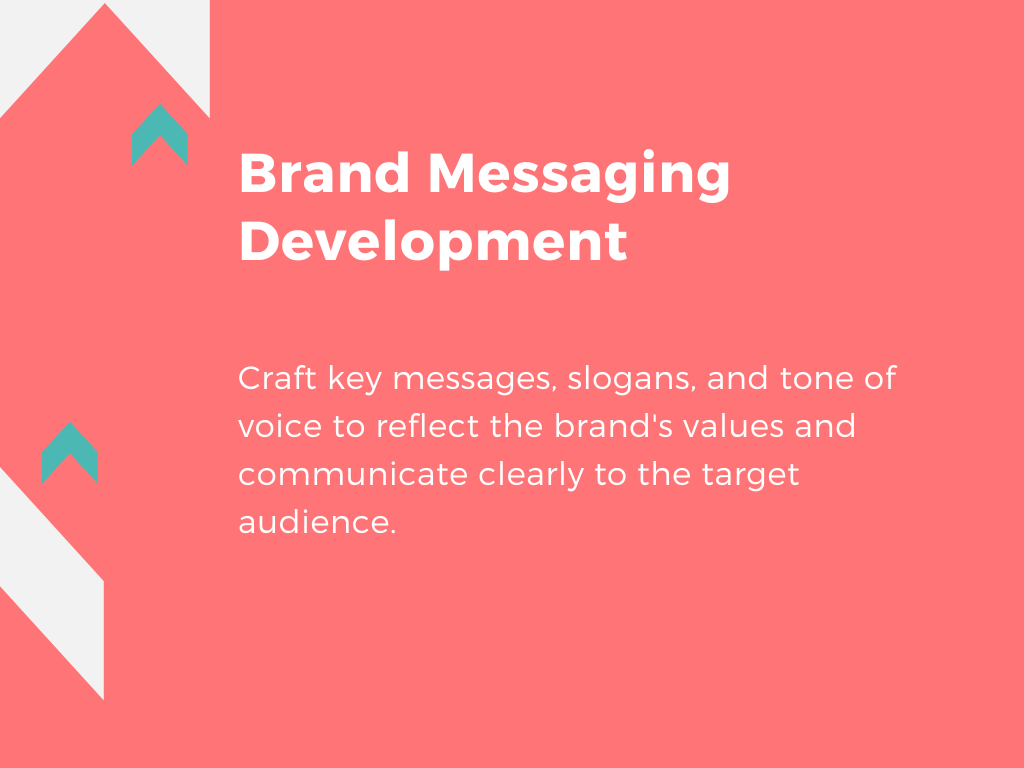 Brand Messaging
Development
Craft key messages, slogans, and tone of
voice to reflect the brand's values and
communicate clearly to the target
audience.